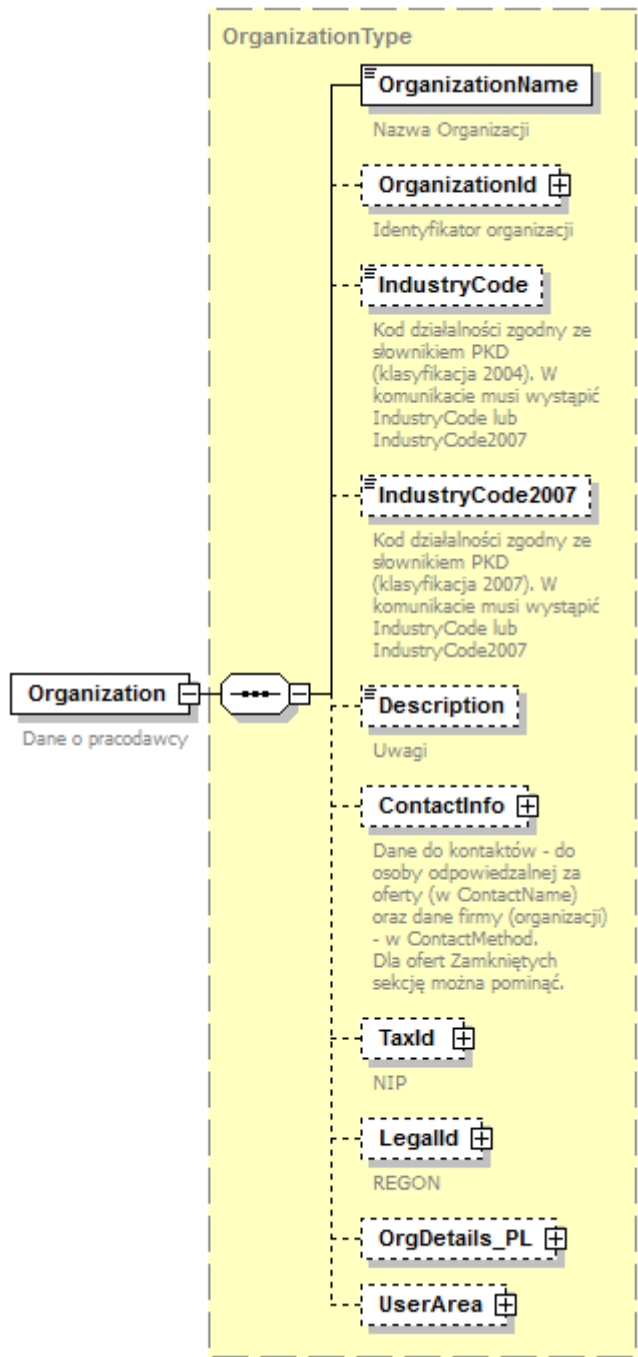 OrganizationType
OrganizationName
Nazwa Organizacji
OrganizationId
Identyfikator organizacji
IndustryCode
Kod działalności zgodny ze
słownikiem PKD
(klasyfikacja 2004). W
komunikacie musi wystąpić
IndustryCode lub
IndustryCode2007
IndustryCode2007
Kod działalności zgodny ze
słownikiem PKD
(klasyfikacja 2007). W
komunikacie musi wystąpić
IndustryCode lub
IndustryCode2007
Organization
Dane o pracodawcy
Description
Uwagi
ContactInfo
Dane do kontaktów - do
osoby odpowiedzalnej za
oferty (w ContactName)
oraz dane firmy (organizacji)
- w ContactMethod.
Dla ofert Zamkniętych
sekcję można pominąć.
TaxId
NIP
LegalId
REGON
OrgDetails_PL
UserArea